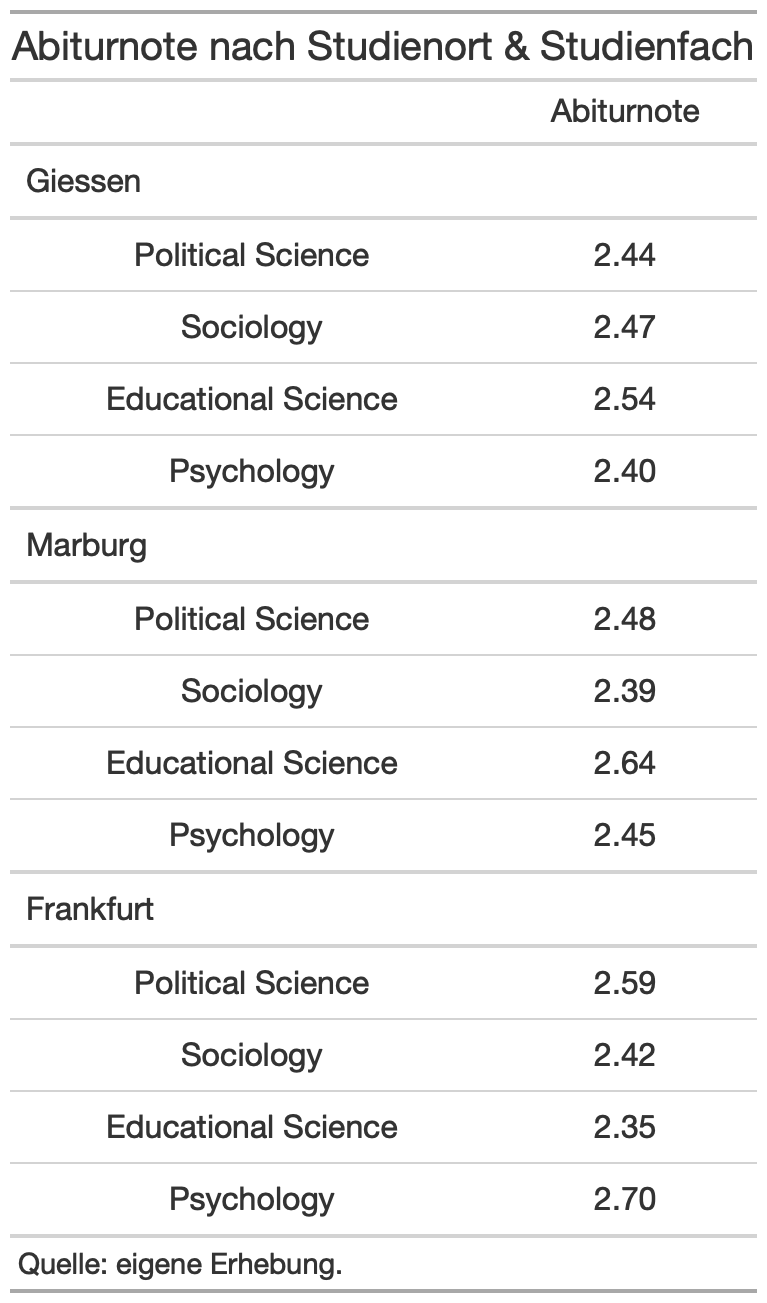 Abiturnote nach Studienort & Studienfach
Abiturnote
Giessen
Political Science 2.44
Sociology 2.47
Educational Science 2.54
Psychology 2.40
Marburg
Political Science 2.48
Sociology 2.39
Educational Science 2.64
Psychology 2.45
Frankfurt
Political Science 2.59
Sociology 2.42
Educational Science 2.35
Psychology 2.70
Quelle: eigene Erhebung.